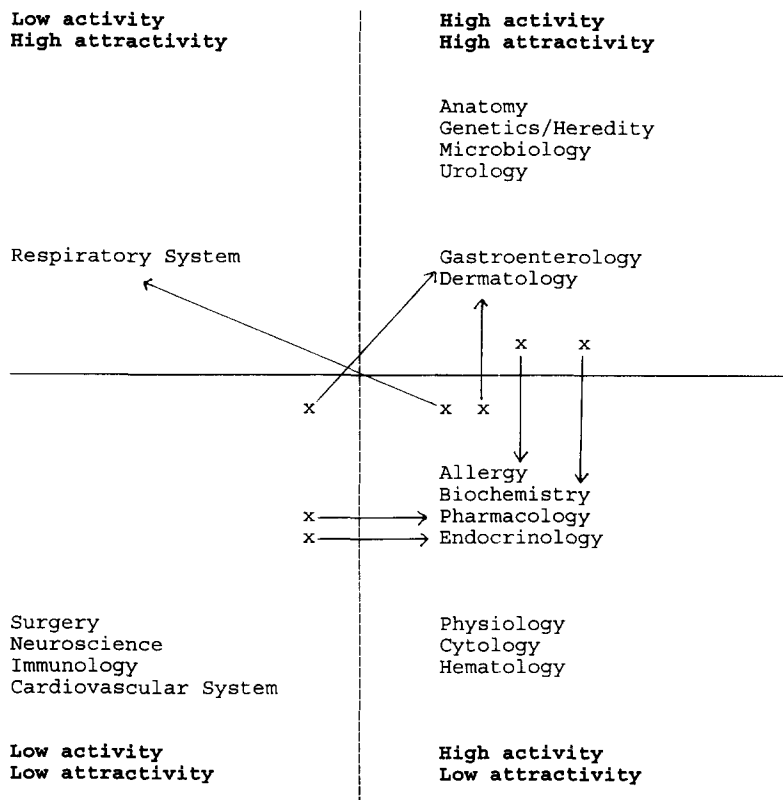 Low activity
High attractivity
High activity
High attractivity
Anatomy
Genetics/Heredity
Microbiology
Urology
Respiratory System
Gastroenterology
Dermatology
x x
x x x
Allergy
Biochemistry
x Pharmacology
x Endocrinology
Surgery
Neuroscience
Immunology
Cardiovascular System
Physiology
Cytology
Hematology
Low activity
Low attractivity
High activity
Low attractivity